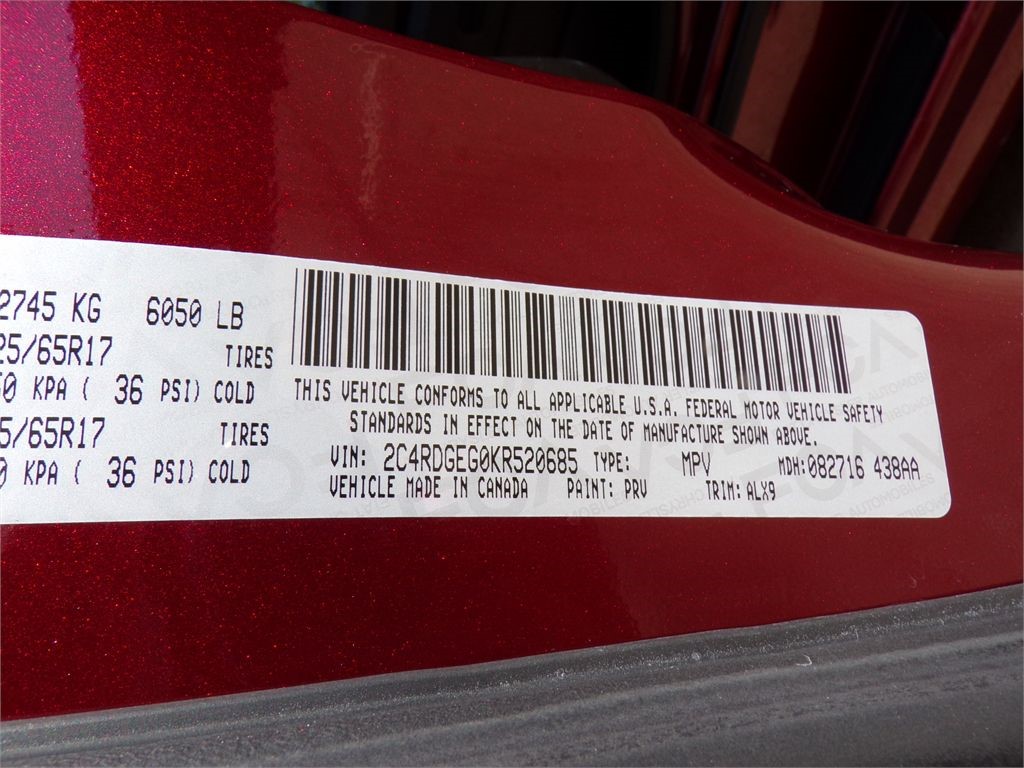 2745 KG 6050 LB
25/65R17 TIRES
50 KPA ( 36 PSI) COLD
5/65R17 TIRES
0 KPA ( 36 PSI) COLD
THIS VEHICLE CONFORMS TO ALL APPLICABLE U.S.A. FEDERAL MOTOR VEHICLE SAFETY
STANDARDS IN EFFECT ON THE DATE OF MANUFACTURE SHOWN ABOVE.
VIN: 2C4RDGEG0KR520685 TYPE: MPV MDH:082716 438AA
VEHICLE MADE IN CANADA PAINT: PRV TRIM: ALX9